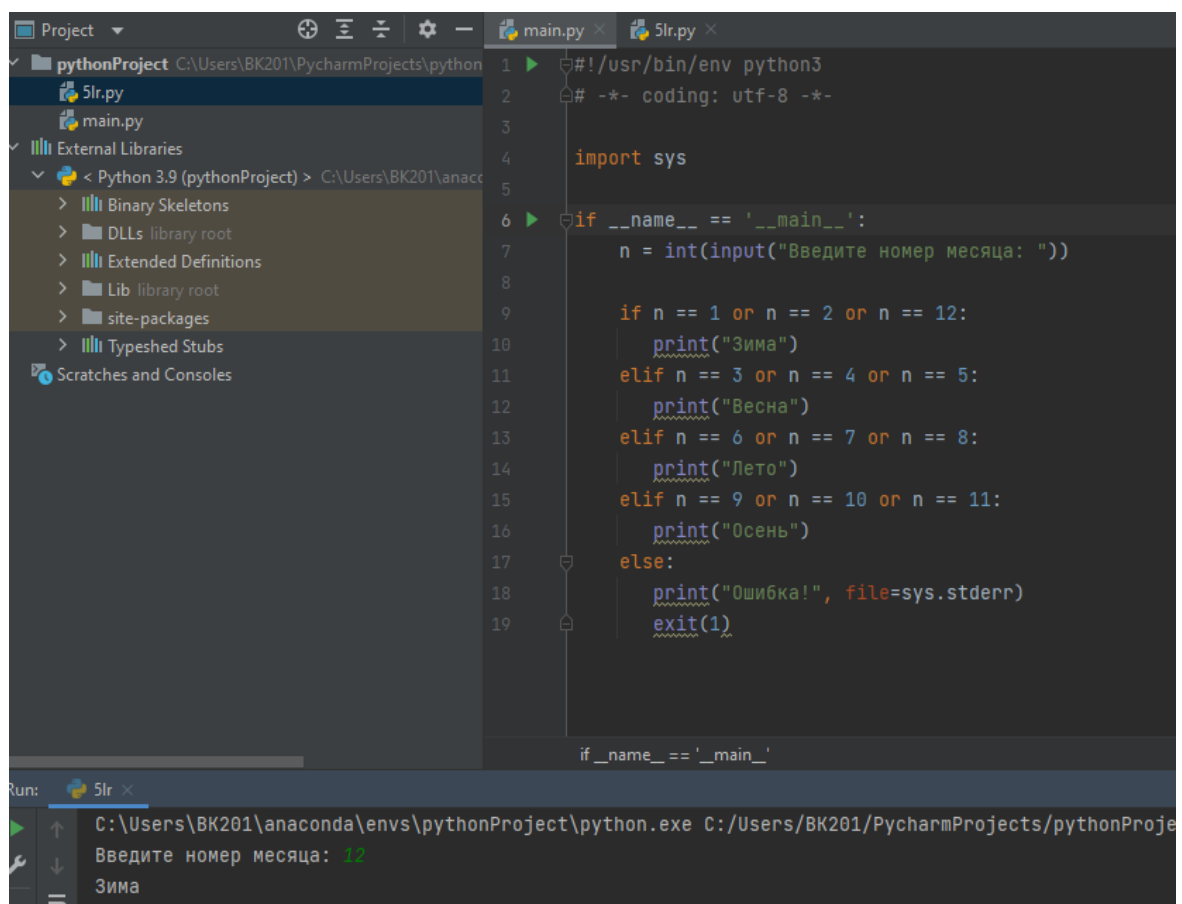 Project
pythonProject C:\Users\BK201\PycharmProjects\python
5lr.py
main.py
External Libraries
< Python 3.9 (pythonProject) > C:\Users\BK201\anacc
Binary Skeletons
DLLs library root
Extended Definitions
Lib library root
site-packages
Typeshed Stubs
Scratches and Consoles
main.py 5lr.py
1 #!/usr/bin/env python3
2 # -*- coding: utf-8 -*-
3
4 import sys
5
6 if __name__ == '__main__':
7 n = int(input("Введите номер месяца: "))
8
9 if n == 1 or n == 2 or n == 12:
10 print("Зима")
11 elif n == 3 or n == 4 or n == 5:
12 print("Весна")
13 elif n == 6 or n == 7 or n == 8:
14 print("Лето")
15 elif n == 9 or n == 10 or n == 11:
16 print("Осень")
17 else:
18 print("Ошибка!", file=sys.stderr)
19 exit(1)
if __name__ == '__main__'
Run: 5lr
C:\Users\BK201\anaconda\envs\pythonProject\python.exe C:/Users/BK201/PycharmProjects/pythonProje
Введите номер месяца: 12
Зима